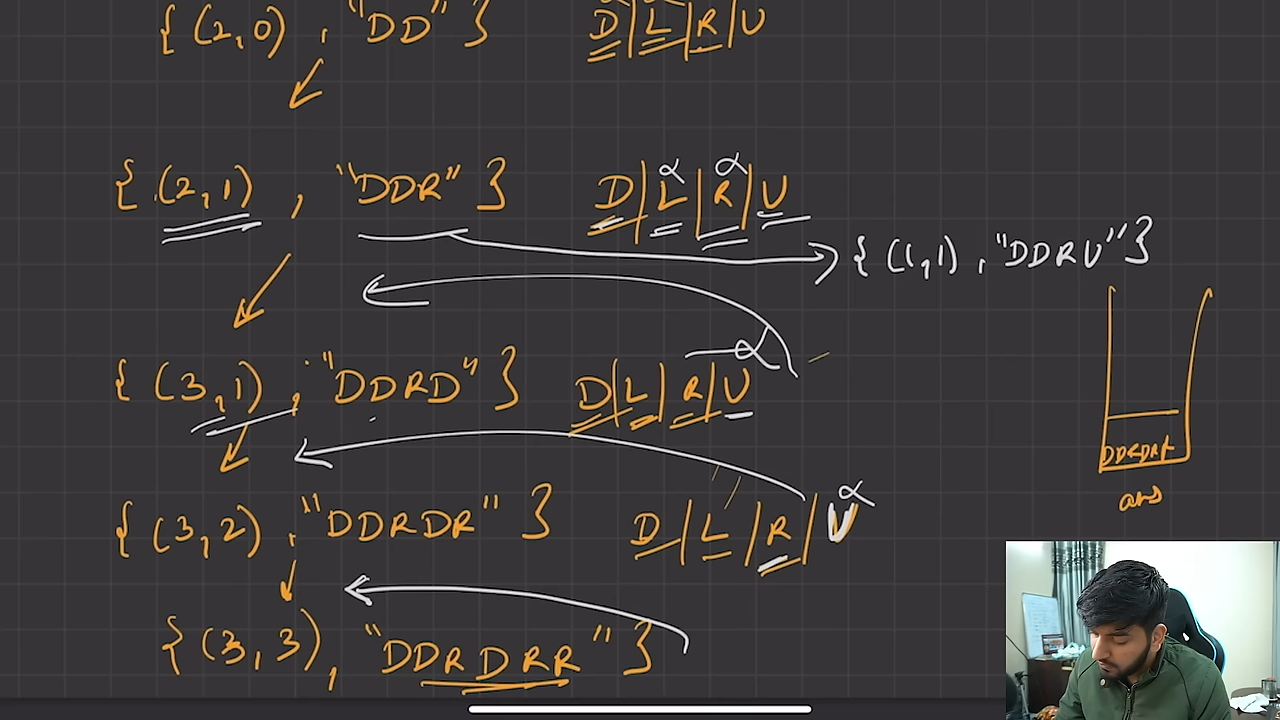 {(2,0), "DD"} D|L|R|U
{(2,1), "DDR"} D|L|R|U
{(1,1), "DDRU"}
{(3,1), "DDRD"} D|L|R|U
{(3,2), "DDRDR"} D|L|R|U
DDRDRR
ans
{(3,3), "DDRDRR"}